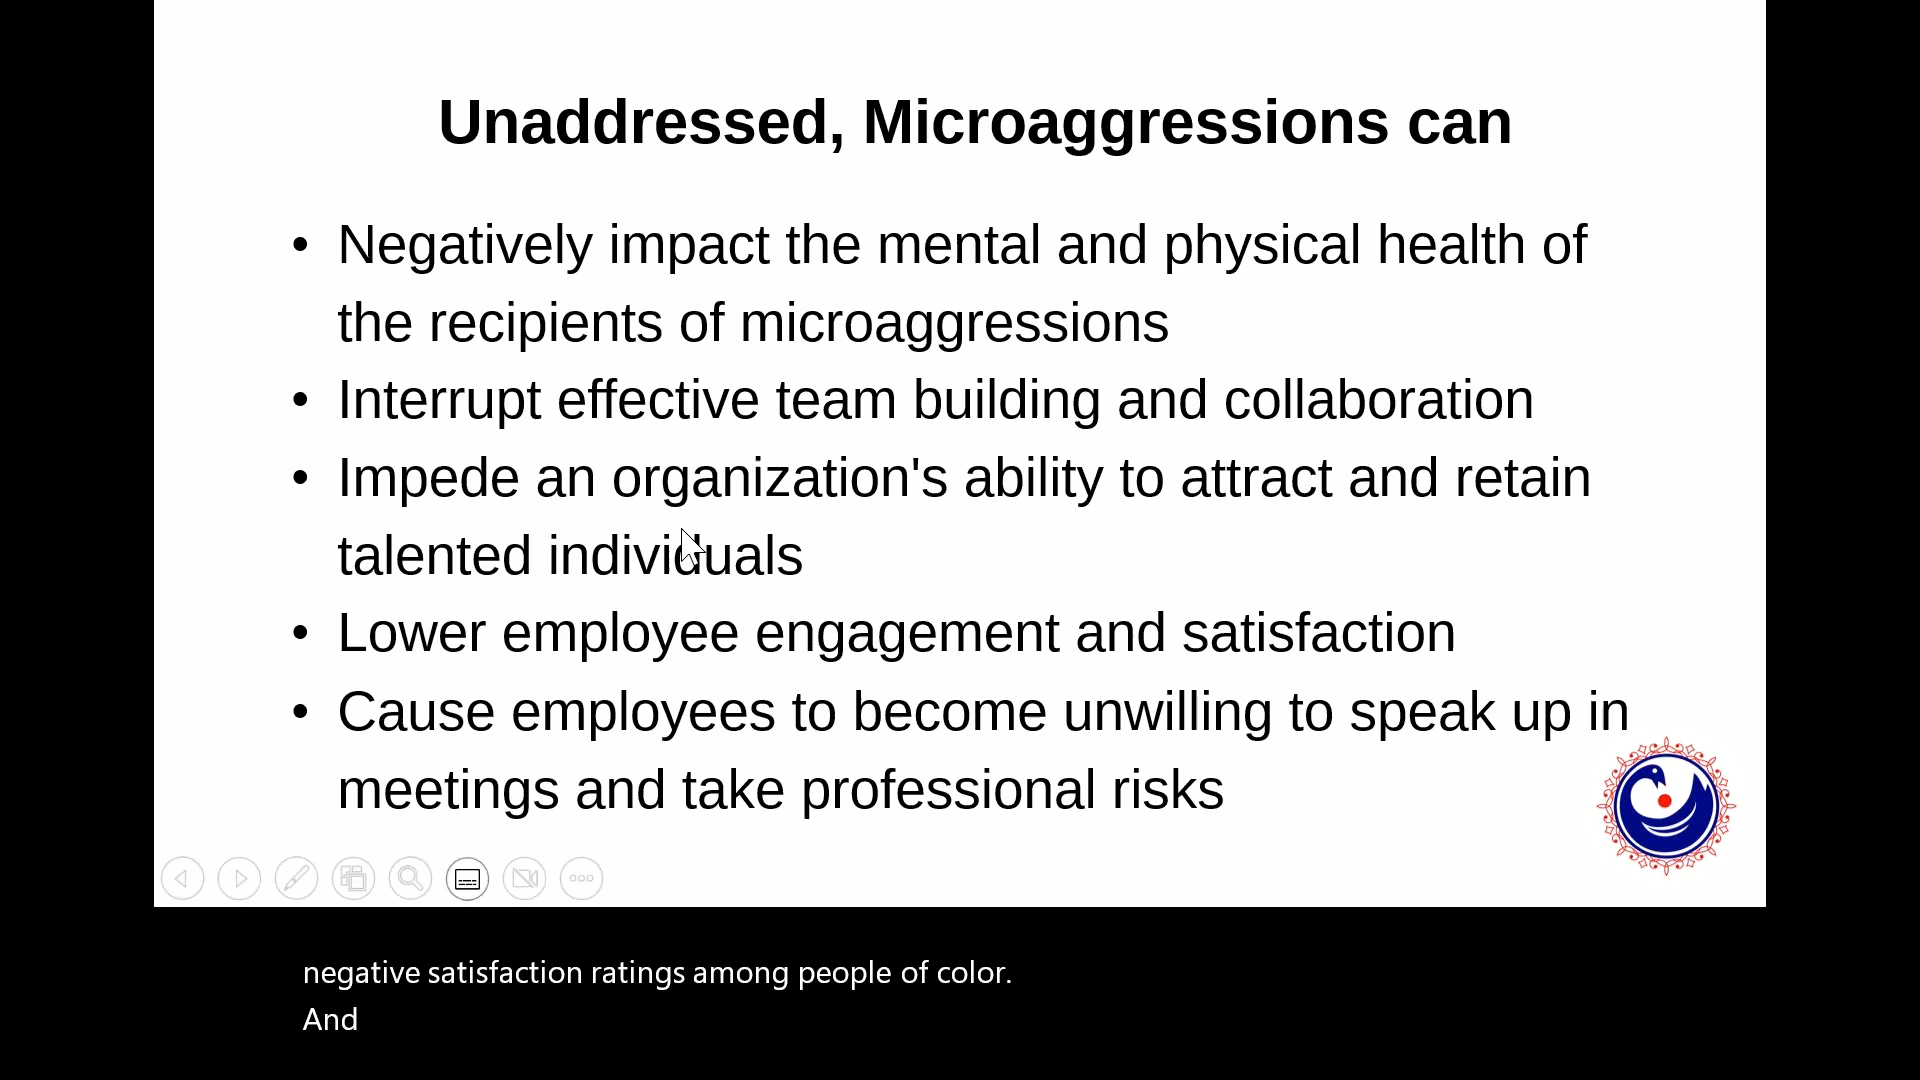 Unaddressed, Microaggressions can
• Negatively impact the mental and physical health of
the recipients of microaggressions
• Interrupt effective team building and collaboration
• Impede an organization's ability to attract and retain
talented individuals
• Lower employee engagement and satisfaction
• Cause employees to become unwilling to speak up in
meetings and take professional risks
negative satisfaction ratings among people of color.
And